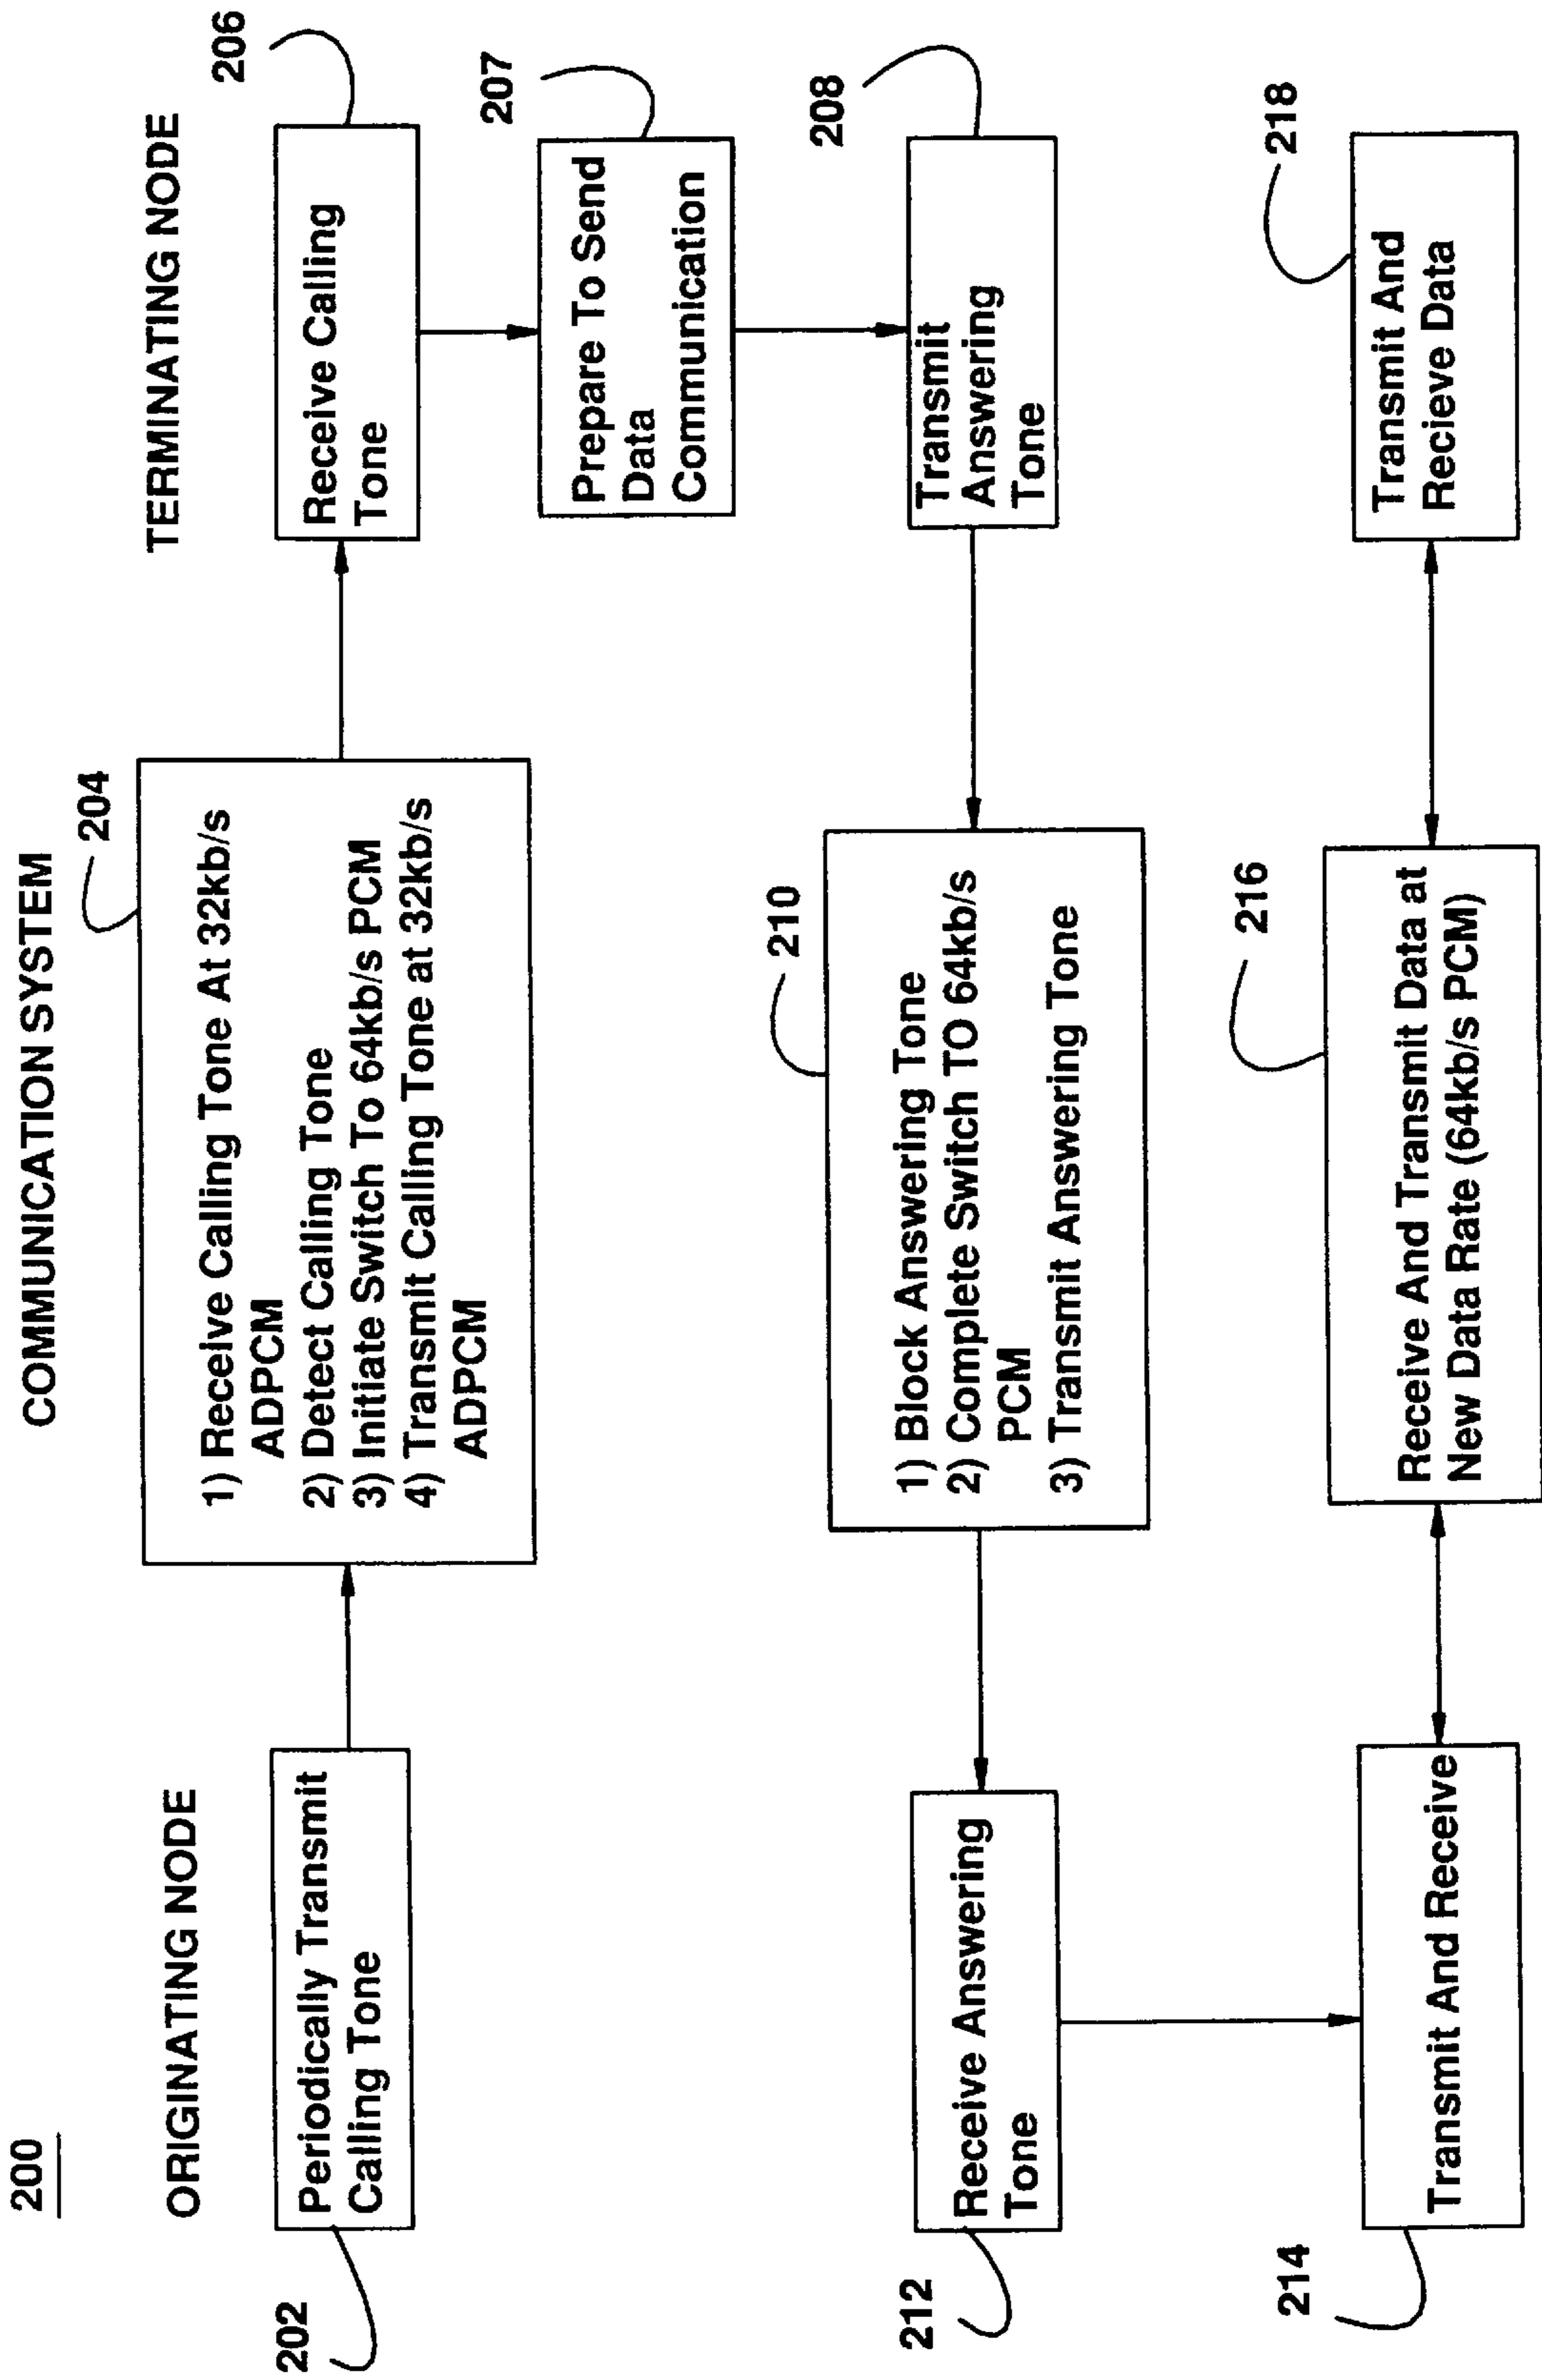 200
ORIGINATING NODE
COMMUNICATION SYSTEM
TERMINATING NODE
202
Periodically Transmit
Calling Tone
204
1) Receive Calling Tone At 32kb/s
ADPCM
2) Detect Calling Tone
3) Initiate Switch To 64kb/s PCM
4) Transmit Calling Tone at 32kb/s
ADPCM
206
Receive Calling
Tone
207
Prepare To Send
Data
Communication
208
Transmit
Answering
Tone
210
1) Block Answering Tone
2) Complete Switch TO 64kb/s
PCM
3) Transmit Answering Tone
212
Receive Answering
Tone
214
Transmit And Receive
216
Receive And Transmit Data at
New Data Rate (64kb/s PCM)
218
Transmit And
Recieve Data